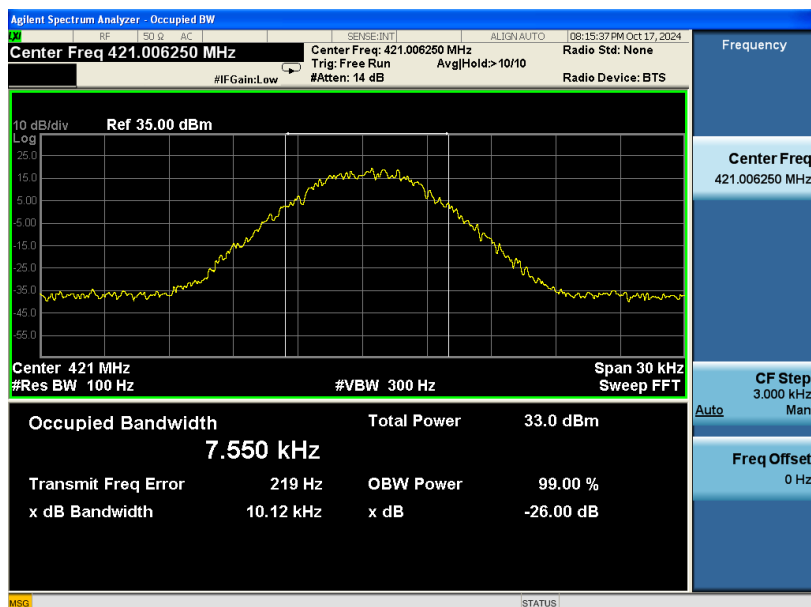 Agilent Spectrum Analyzer - Occupied BW
LXI RF 50 Ω AC SENSE:INT ALIGN AUTO 08:15:37 PM Oct 17, 2024
Center Freq 421.006250 MHz
Center Freq: 421.006250 MHz Radio Std: None
Trig: Free Run Avg|Hold:>10/10
#IFGain:Low #Atten: 14 dB Radio Device: BTS
10 dB/div Ref 35.00 dBm
Log
25.0
15.0
5.00
-5.00
-15.0
-25.0
-35.0
-45.0
-55.0
Center 421 MHz Span 30 kHz
#Res BW 100 Hz #VBW 300 Hz Sweep FFT
Occupied Bandwidth Total Power 33.0 dBm
7.550 kHz
Transmit Freq Error 219 Hz OBW Power 99.00 %
x dB Bandwidth 10.12 kHz x dB -26.00 dB
MSG STATUS
Frequency
Center Freq
421.006250 MHz
CF Step
3.000 kHz
Auto Man
Freq Offset
0 Hz